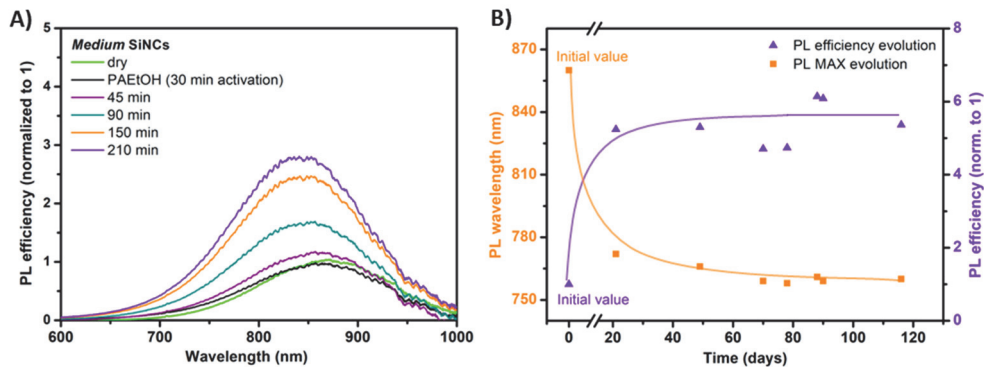 A)
Medium SiNCs
dry
PAEtOH (30 min activation)
45 min
90 min
150 min
210 min
PL efficiency (normalized to 1)
5
4
3
2
1
0
600 700 800 900 1000
Wavelength (nm)
B)
PL efficiency evolution
PL MAX evolution
Initial value
Initial value
PL wavelength (nm)
870
840
810
780
750
0 20 40 60 80 100 120
Time (days)
8
6
4
2
1
0
PL efficiency (norm. to 1)